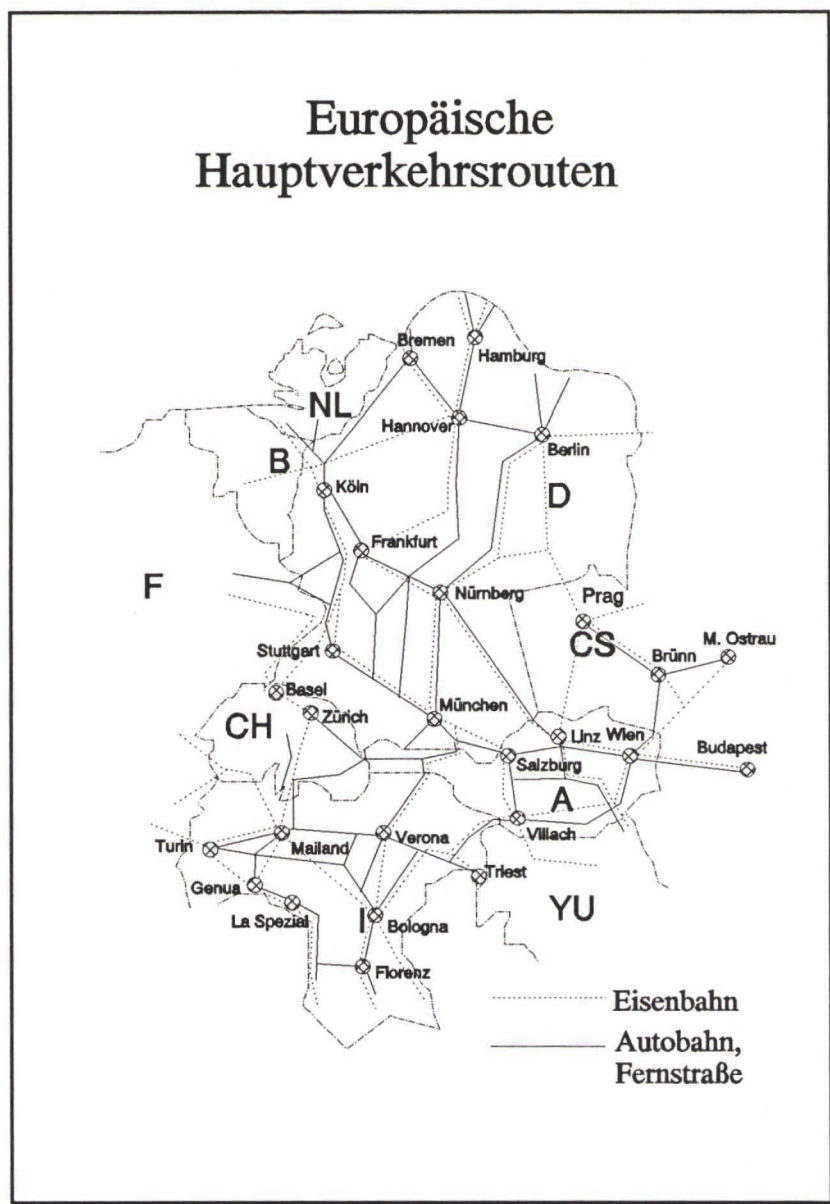 Europäische
Hauptverkehrsrouten
Bremen
Hamburg
NL
Hannover
Berlin
B
Köln
D
Frankfurt
F
Nürnberg
Prag
CS
M. Ostrau
Stuttgart
Brünn
Basel
Zürich
München
CH
Linz
Wien
Salzburg
Budapest
A
Villach
Turin
Mailand
Verona
Triest
Genua
La Spezial
I
Bologna
YU
Florenz
Eisenbahn
Autobahn,
Fernstraße